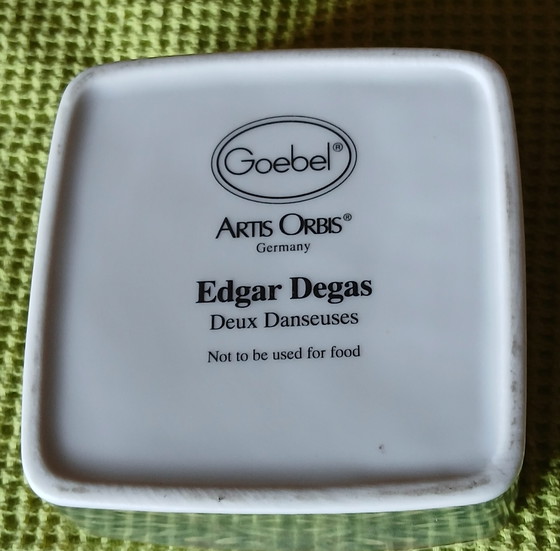 Goebel®
ARTIS ORBIS®
Germany
Edgar Degas
Deux Danseuses
Not to be used for food